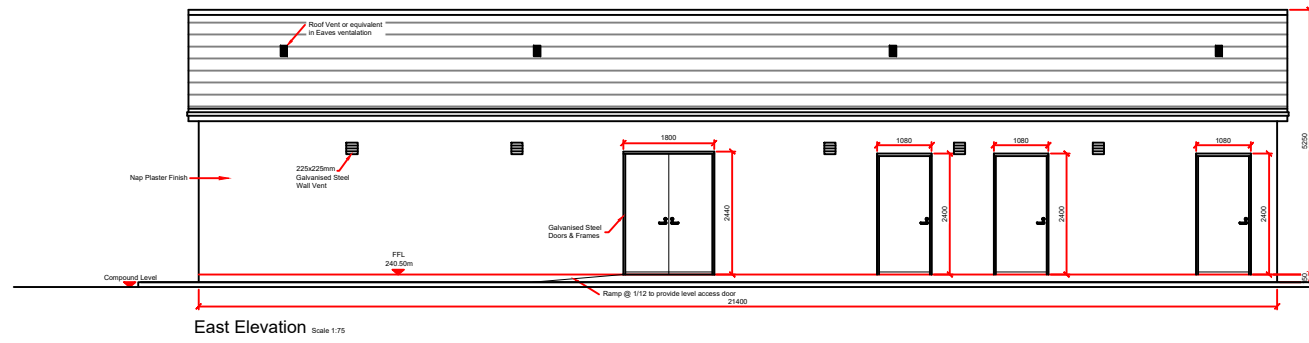 Roof Vent or equivalent
in Eaves ventalation
5250
1800
1080
1080
1080
225x225mm
Galvanised Steel
Wall Vent
Nap Plaster Finish
2440
2400
2400
2400
Galvanised Steel
Doors & Frames
FFL
240.50m
Compound Level
Ramp @ 1/12 to provide level access door
21400
East Elevation Scale 1:75